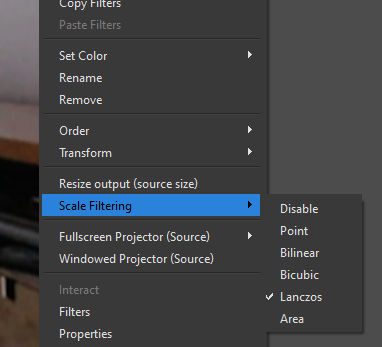 Copy Filters
Paste Filters
Set Color
Rename
Remove
Order
Transform
Resize output (source size)
Scale Filtering
Disable
Point
Bilinear
Bicubic
Lanczos
Area
Fullscreen Projector (Source)
Windowed Projector (Source)
Interact
Filters
Properties